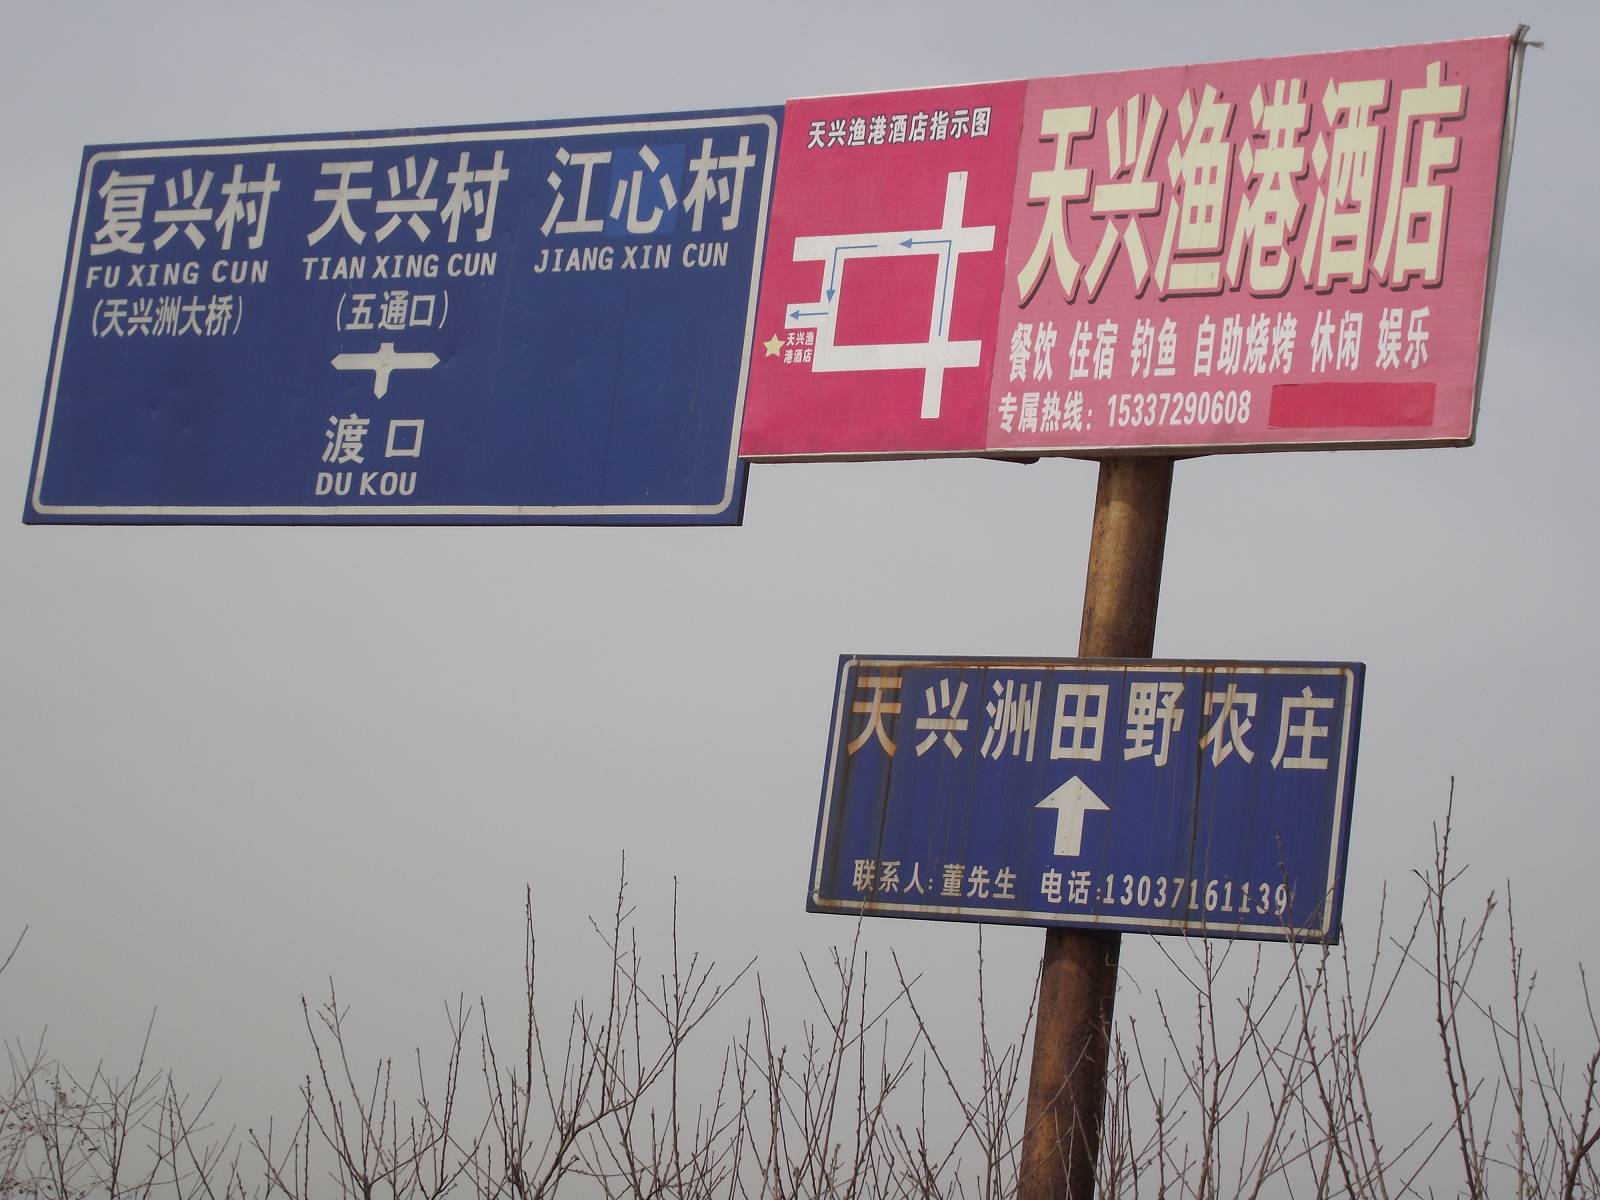 复兴村 天兴村 江心村
FU XING CUN TIAN XING CUN JIANG XIN CUN
(天兴洲大桥) (五通口)
渡口
DU KOU
天兴渔港酒店指示图
天兴渔
港酒店
天兴渔港酒店
餐饮 住宿 钓鱼 自助烧烤 休闲 娱乐
专属热线：15337290608
天兴洲田野农庄
联系人:董先生 电话:13037161139